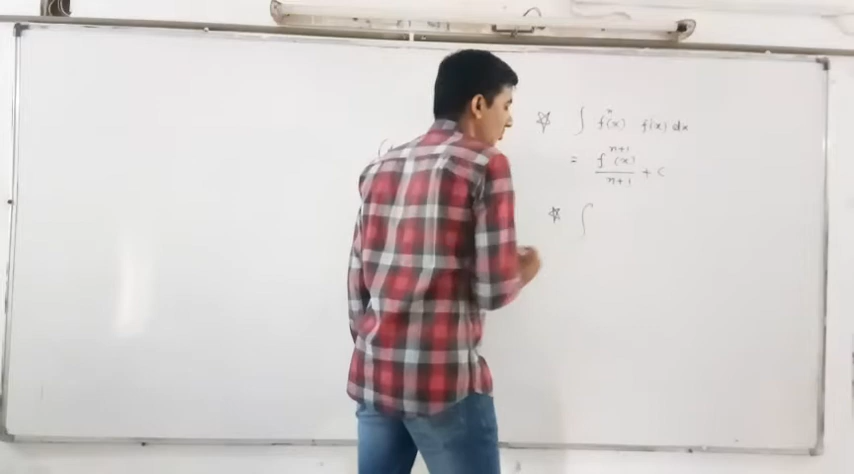 ☆ ∫ fⁿ(x) f'(x) dx
= fⁿ⁺¹(x) / n+1 + c
☆ ∫